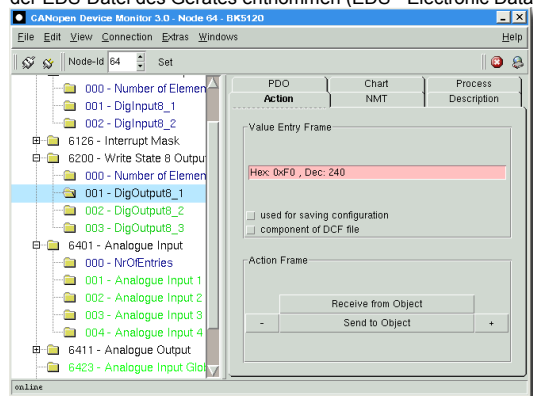 der EDS Datei des Gerätes entnommen (EDS - Electronic Data
CANopen Device Monitor 3.0 - Node 64 - BK5120
File Edit View Connection Extras Windows Help
Node-Id 64 Set
000 - Number of Elemen
001 - DigInput8_1
002 - DigInput8_2
6126 - Interrupt Mask
6200 - Write State 8 Outpu
000 - Number of Elemen
001 - DigOutput8_1
002 - DigOutput8_2
003 - DigOutput8_3
6401 - Analogue Input
000 - NrOfEntries
001 - Analogue Input 1
002 - Analogue Input 2
003 - Analogue Input 3
004 - Analogue Input 4
6411 - Analogue Output
6423 - Analogue Input Glob
PDO Chart Process
Action NMT Description
Value Entry Frame
Hex: 0xF0 , Dec: 240
used for saving configuration
component of DCF file
Action Frame
Receive from Object
- Send to Object +
online